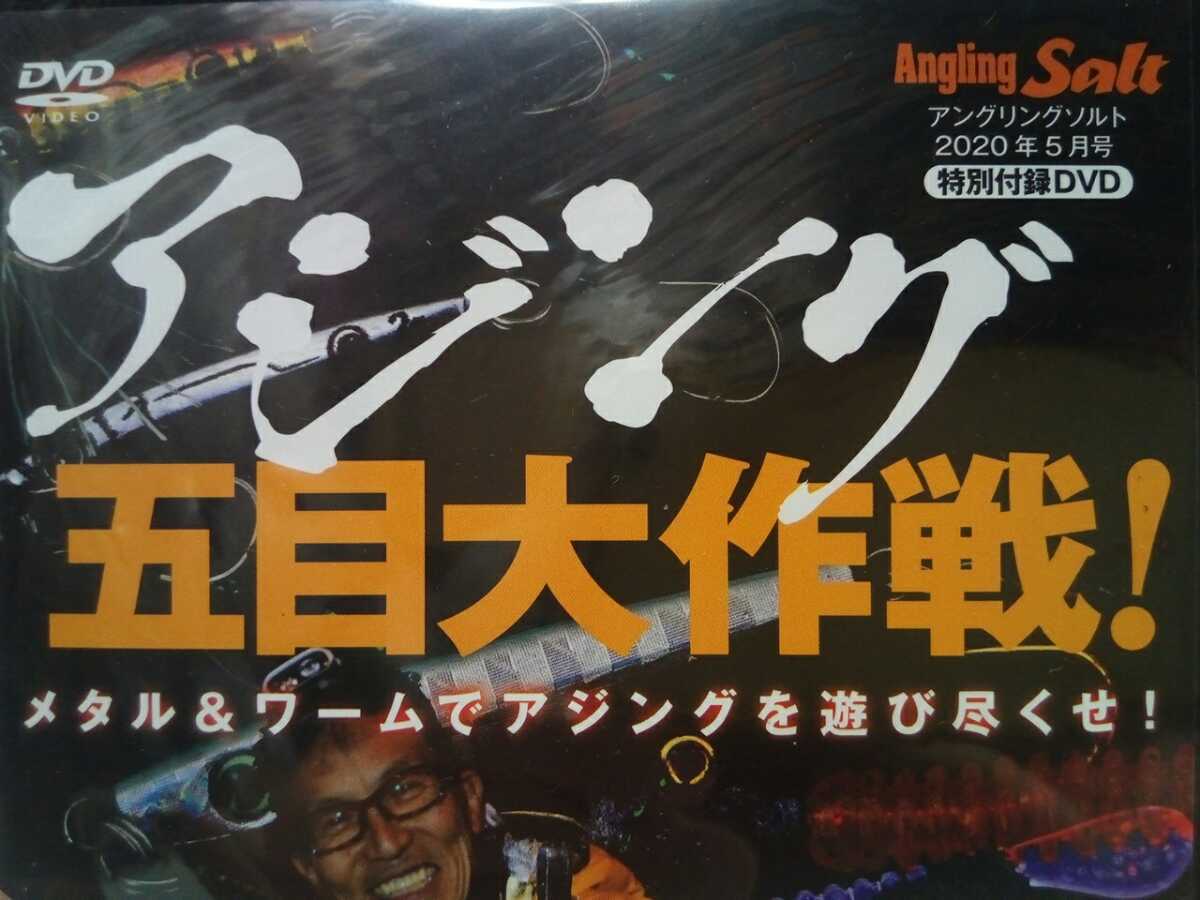 DVD
VIDEO
Angling Salt
アングリングソルト
2020年5月号
特別付録DVD
アジング
五目大作戦!
メタル&ワームでアジングを遊び尽くせ!